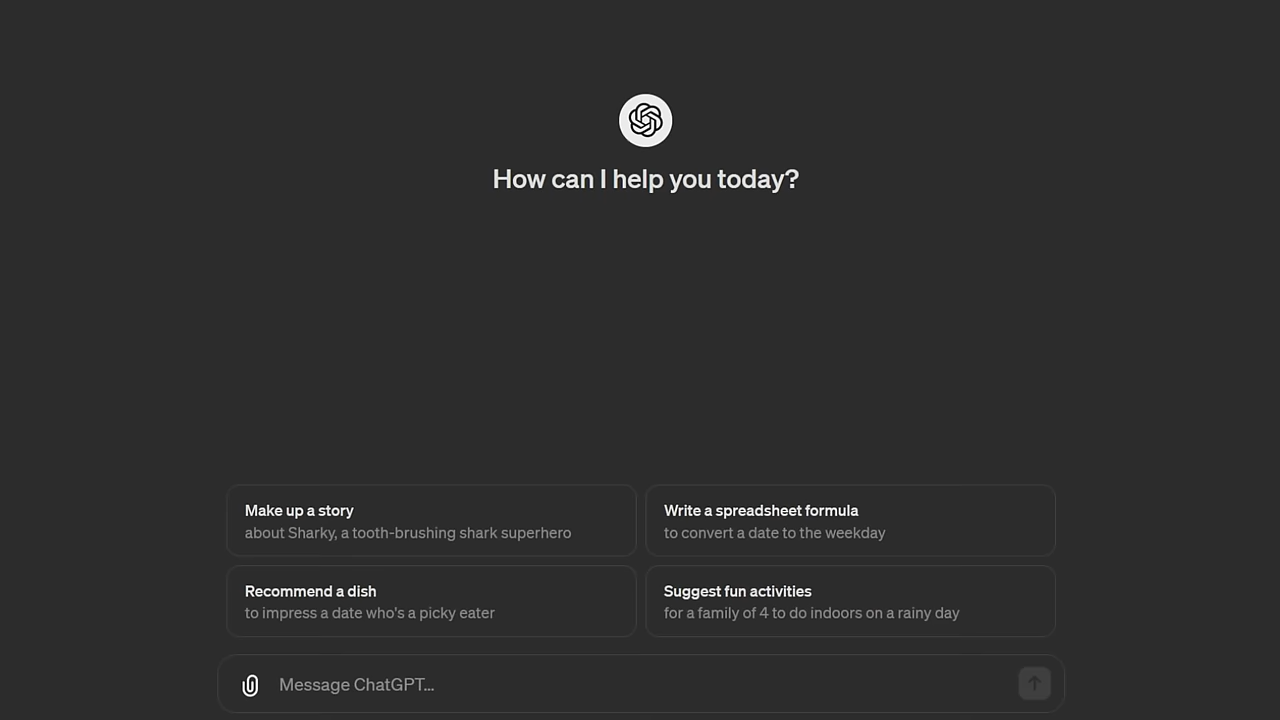 How can I help you today?
Make up a story
about Sharky, a tooth-brushing shark superhero
Write a spreadsheet formula
to convert a date to the weekday
Recommend a dish
to impress a date who's a picky eater
Suggest fun activities
for a family of 4 to do indoors on a rainy day
Message ChatGPT...